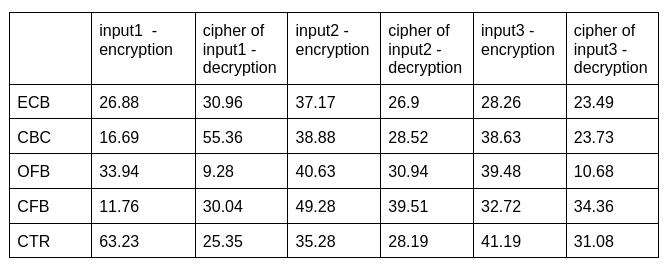 input1 - encryption cipher of input1 - decryption input2 - encryption cipher of input2 - decryption input3 - encryption cipher of input3 - decryption
ECB 26.88 30.96 37.17 26.9 28.26 23.49
CBC 16.69 55.36 38.88 28.52 38.63 23.73
OFB 33.94 9.28 40.63 30.94 39.48 10.68
CFB 11.76 30.04 49.28 39.51 32.72 34.36
CTR 63.23 25.35 35.28 28.19 41.19 31.08